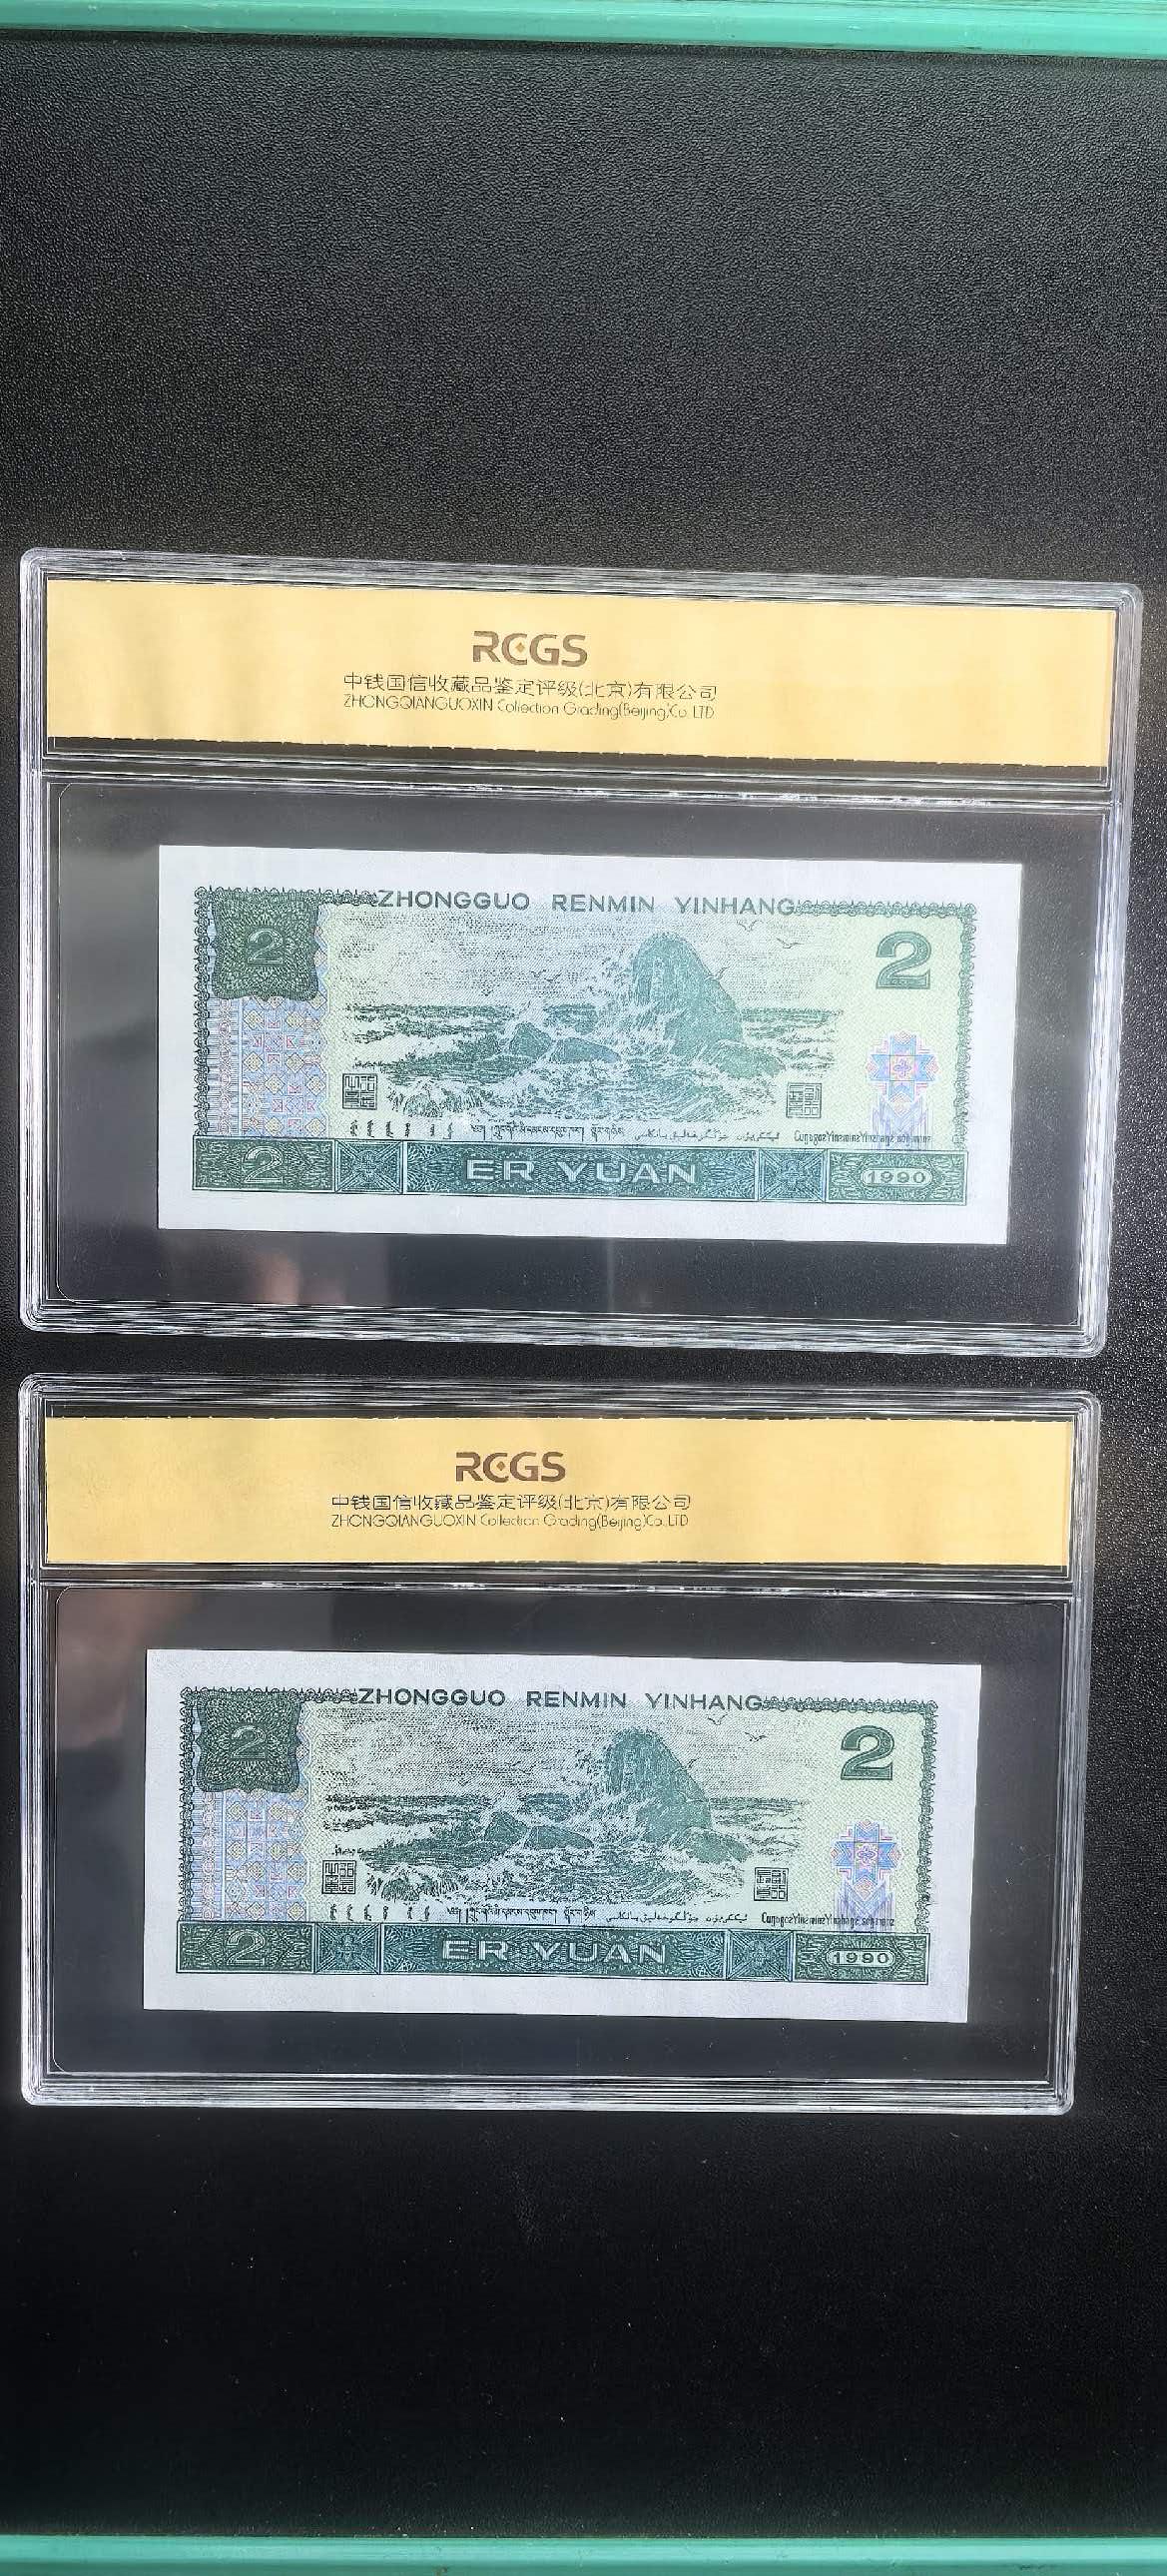 RCGS
中钱国信收藏品鉴定评级(北京)有限公司
ZHONGQIANGUOXIN Collection Grading(Beijing)Co.,LTD
ZHONGGUO RENMIN YINHANG
2
2
2 ER YUAN 1990
RCGS
中钱国信收藏品鉴定评级(北京)有限公司
ZHONGQIANGUOXIN Collection Grading(Beijing)Co.,LTD
ZHONGGUO RENMIN YINHANG
2
2
2 ER YUAN 1990